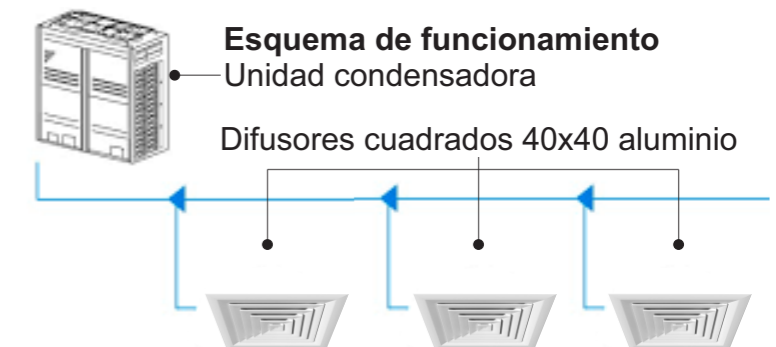 Esquema de funcionamiento
Unidad condensadora
Difusores cuadrados 40x40 aluminio